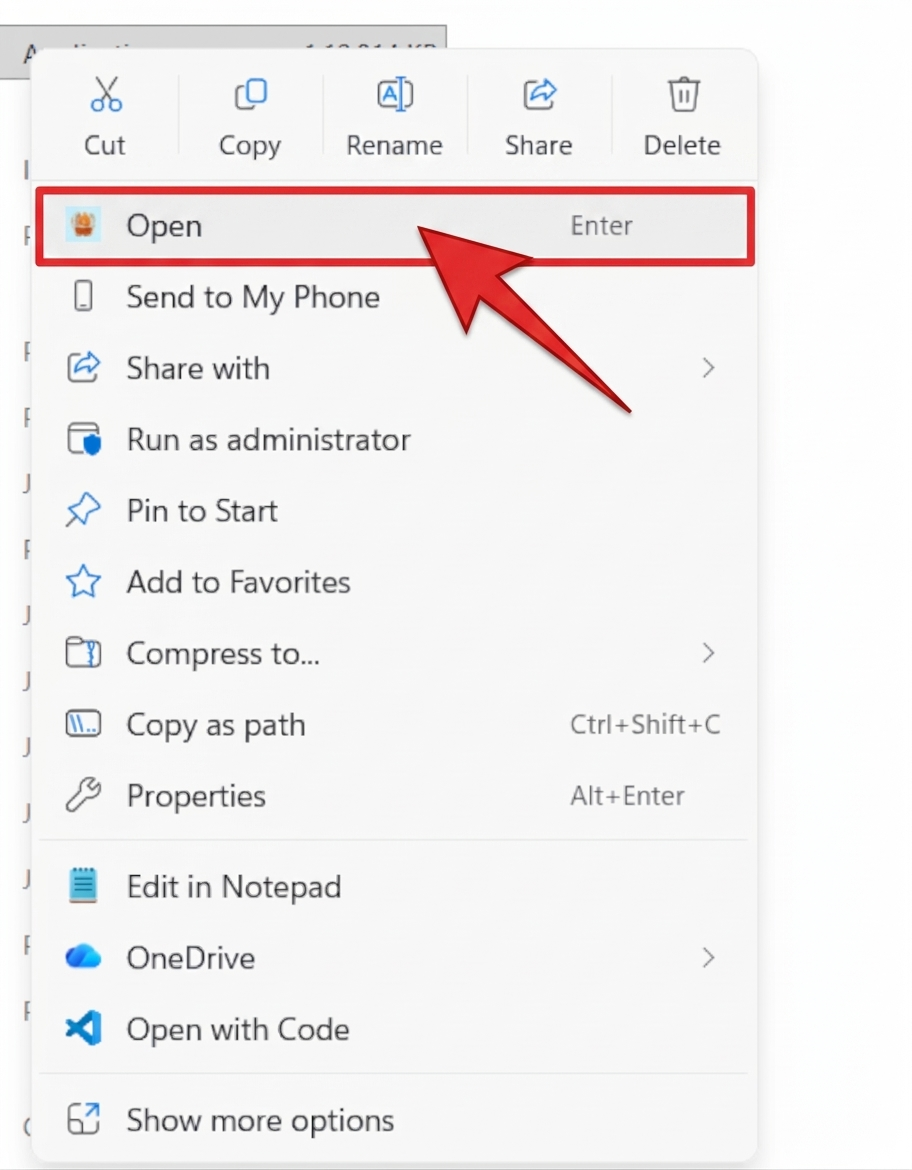 Cut Copy Rename Share Delete
Open Enter
Send to My Phone
Share with
Run as administrator
Pin to Start
Add to Favorites
Compress to...
Copy as path Ctrl+Shift+C
Properties Alt+Enter
Edit in Notepad
OneDrive
Open with Code
Show more options